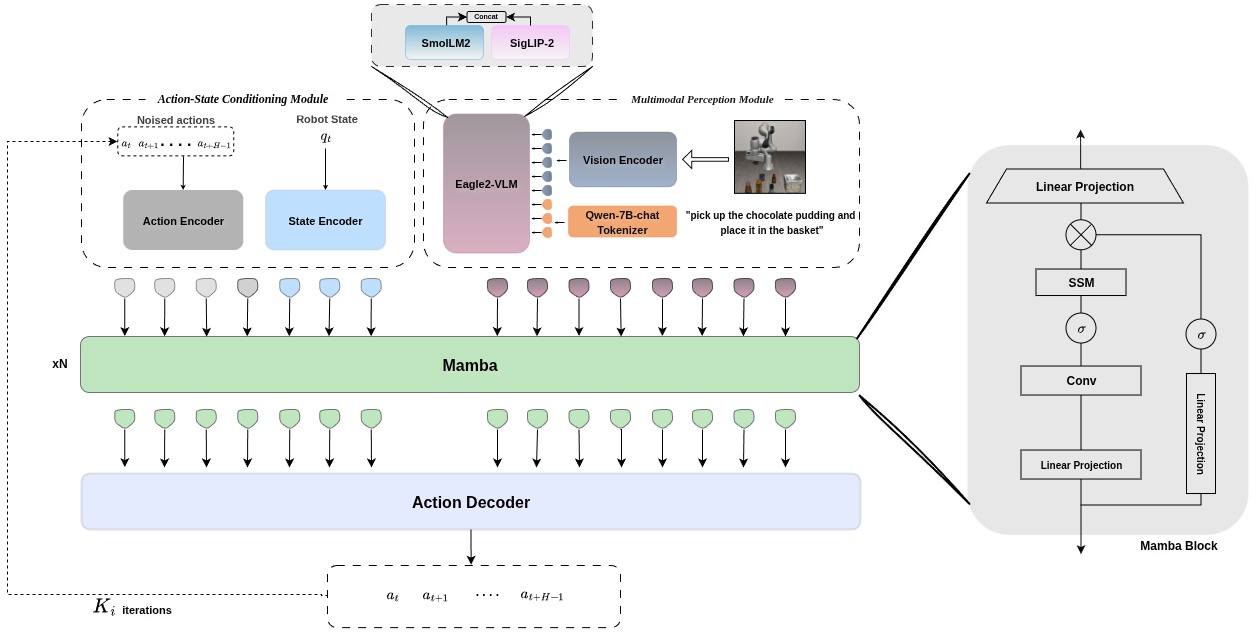 Concat
SmolLM2
SigLIP-2
Action-State Conditioning Module
Multimodal Perception Module
Noised actions
a_t a_{t+1} .... a_{t+H-1}
Robot State
q_t
Action Encoder
State Encoder
Eagle2-VLM
Vision Encoder
Qwen-7B-chat
Tokenizer
"pick up the chocolate pudding and
place it in the basket"
xN
Mamba
Action Decoder
a_t a_{t+1} .... a_{t+H-1}
K_i iterations
Linear Projection
SSM
σ
σ
Conv
Linear Projection
Linear Projection
Mamba Block